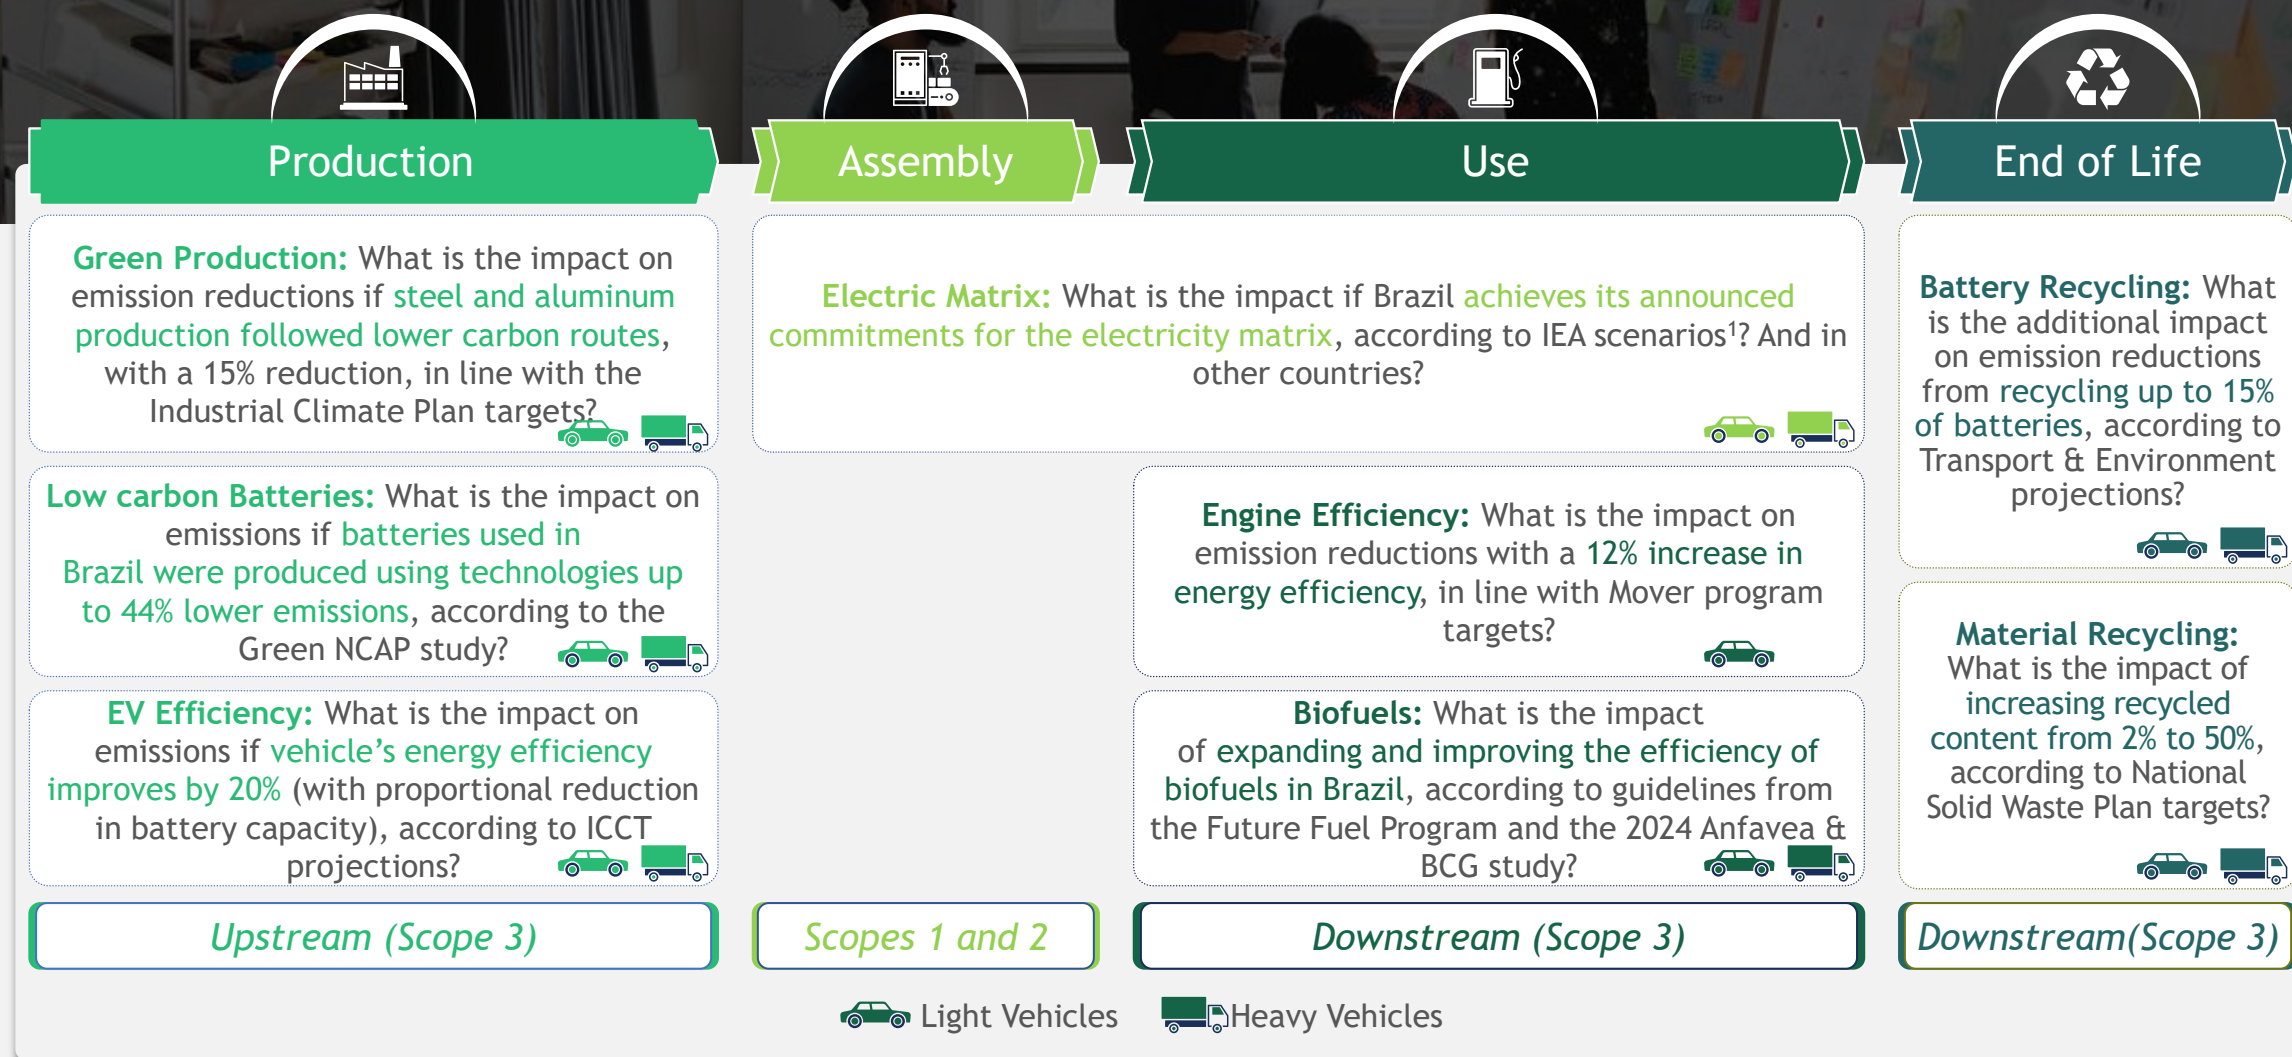 Production
Assembly
Use
End of Life
Green Production: What is the impact on
emission reductions if steel and aluminum
production followed lower carbon routes,
with a 15% reduction, in line with the
Industrial Climate Plan targets?
Low carbon Batteries: What is the impact on
emissions if batteries used in
Brazil were produced using technologies up
to 44% lower emissions, according to the
Green NCAP study?
EV Efficiency: What is the impact on
emissions if vehicle’s energy efficiency
improves by 20% (with proportional reduction
in battery capacity), according to ICCT
projections?
Electric Matrix: What is the impact if Brazil achieves its announced
commitments for the electricity matrix, according to IEA scenarios¹? And in
other countries?
Engine Efficiency: What is the impact on
emission reductions with a 12% increase in
energy efficiency, in line with Mover program
targets?
Biofuels: What is the impact
of expanding and improving the efficiency of
biofuels in Brazil, according to guidelines from
the Future Fuel Program and the 2024 Anfavea &
BCG study?
Battery Recycling: What
is the additional impact
on emission reductions
from recycling up to 15%
of batteries, according to
Transport & Environment
projections?
Material Recycling:
What is the impact of
increasing recycled
content from 2% to 50%,
according to National
Solid Waste Plan targets?
Upstream (Scope 3)
Scopes 1 and 2
Downstream (Scope 3)
Downstream(Scope 3)
Light Vehicles
Heavy Vehicles